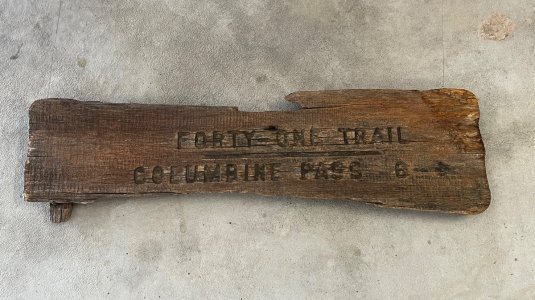 FORTY-ONE TRAIL
COLUMBINE PASS 6 →